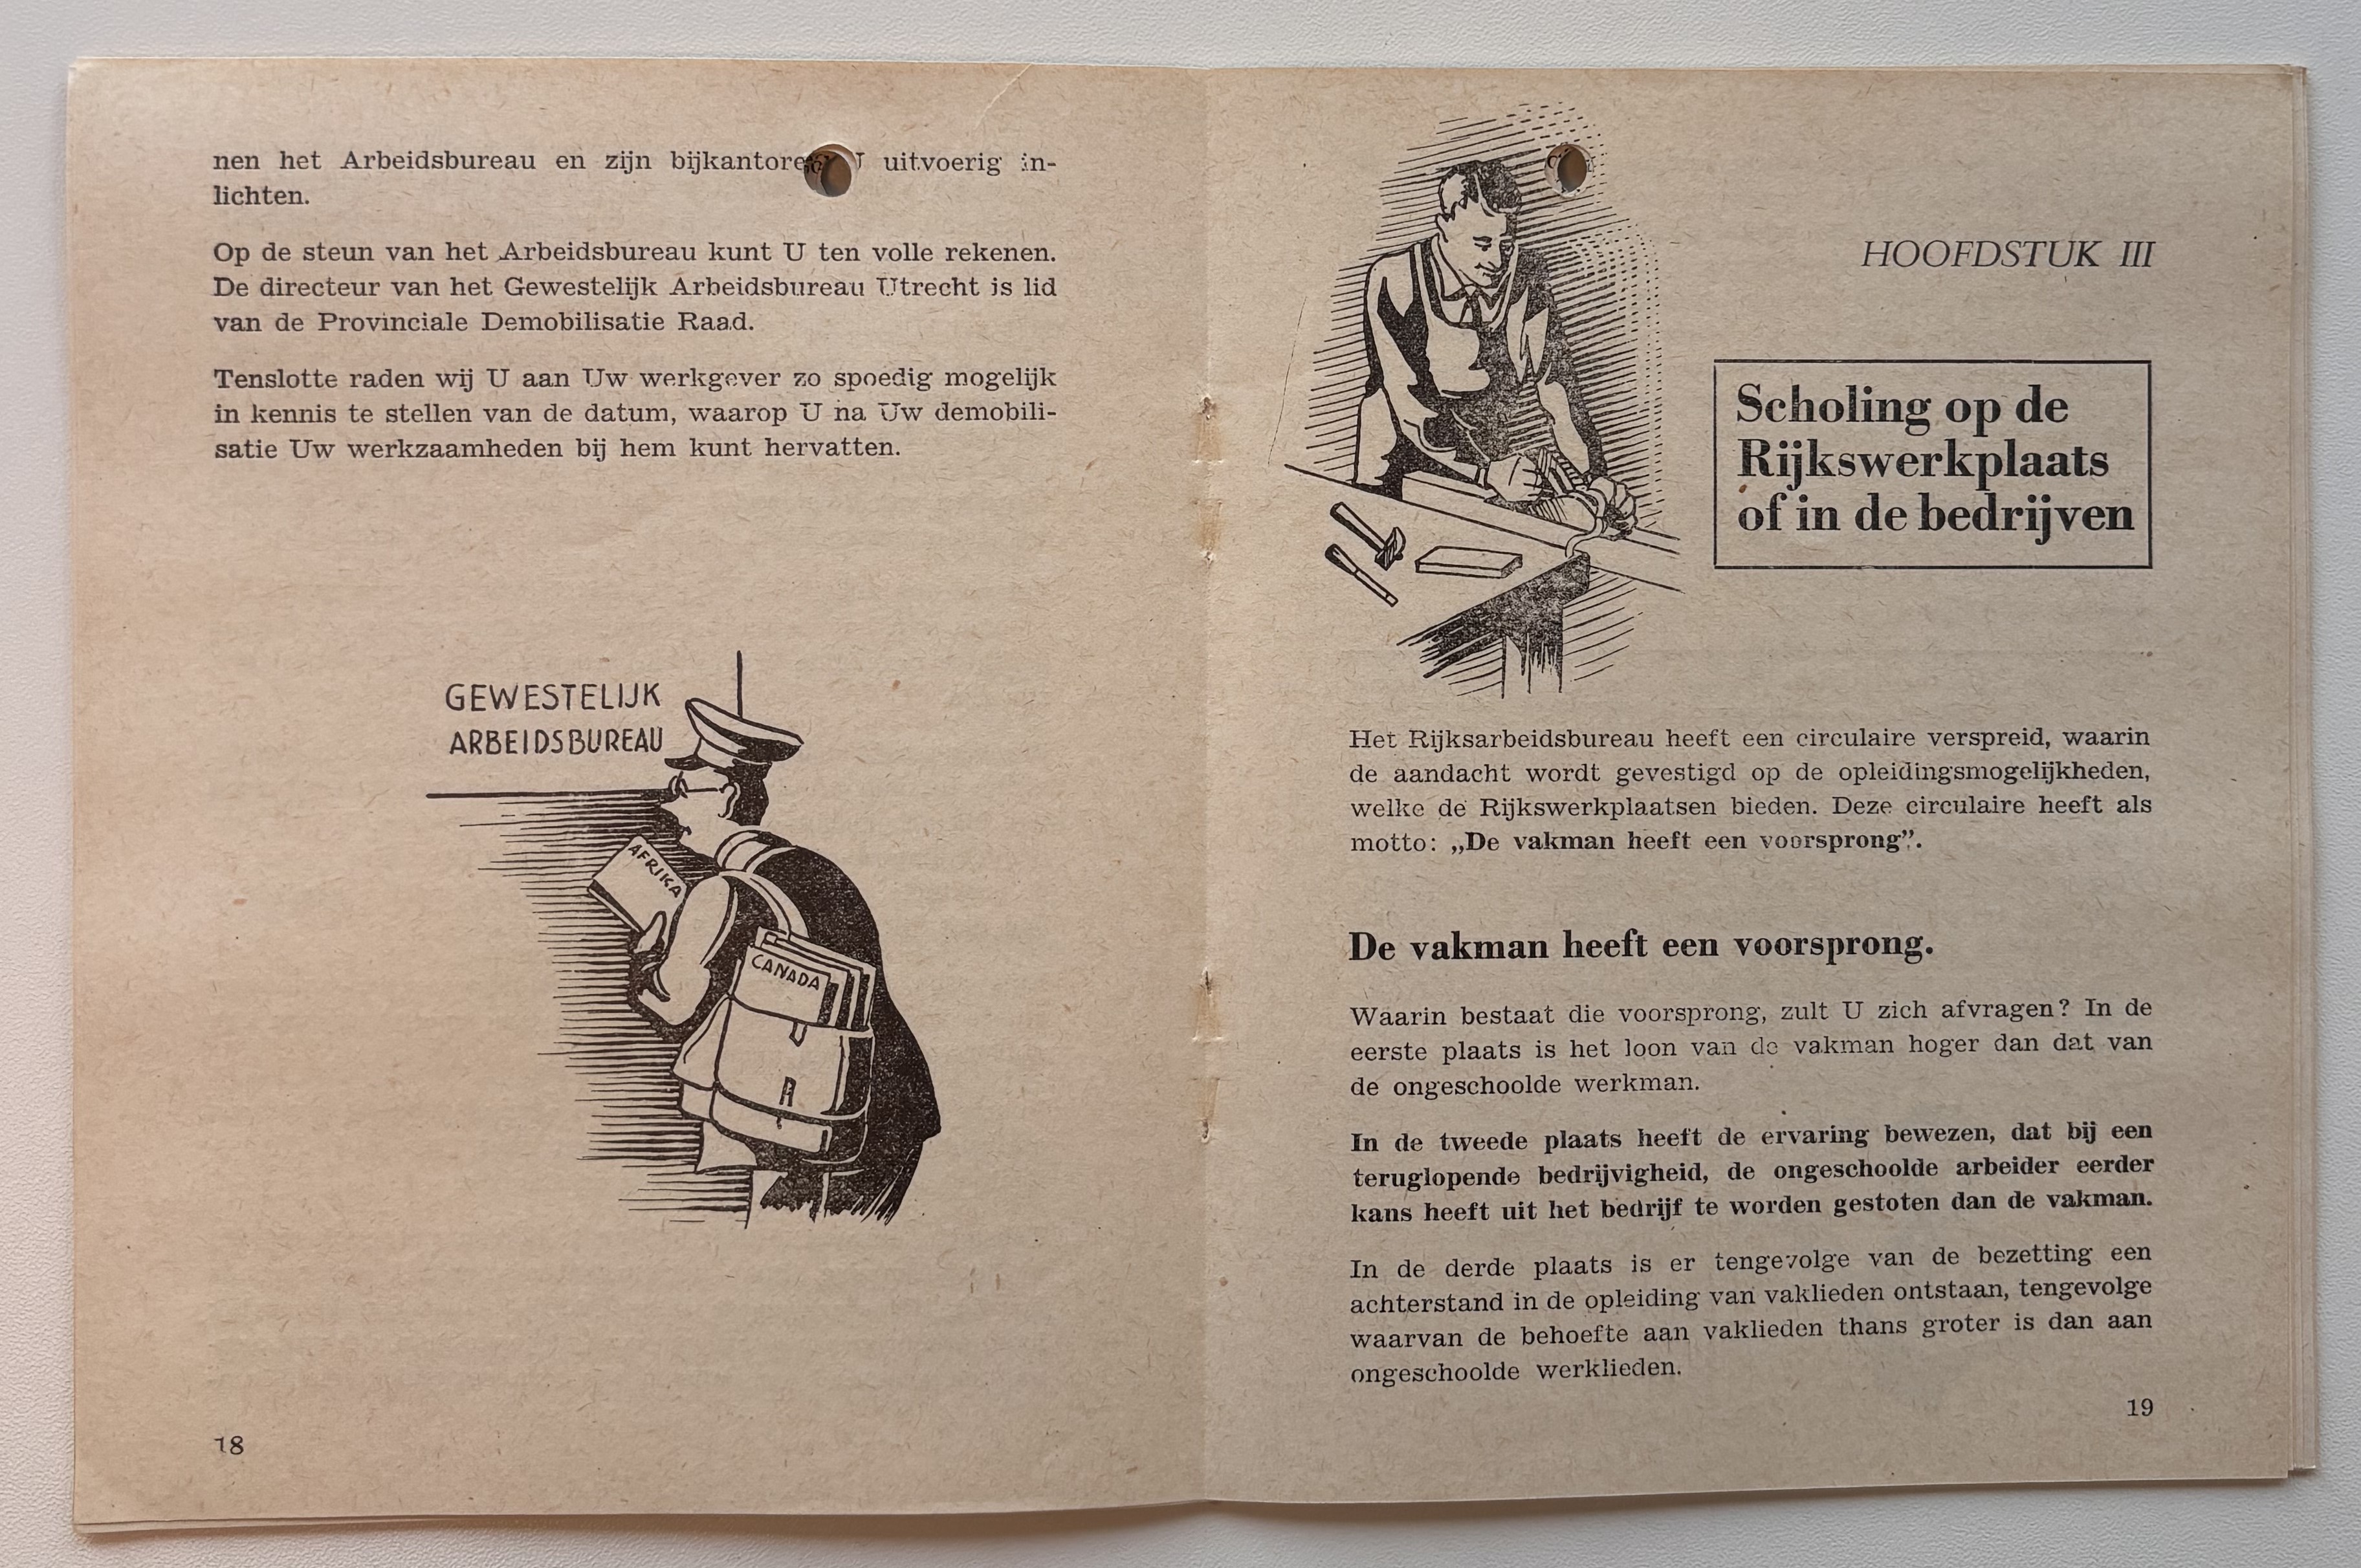 nen het Arbeidsbureau en zijn bijkantoren U uitvoerig in-
lichten.
Op de steun van het Arbeidsbureau kunt U ten volle rekenen.
De directeur van het Gewestelijk Arbeidsbureau Utrecht is lid
van de Provinciale Demobilisatie Raad.
Tenslotte raden wij U aan Uw werkgever zo spoedig mogelijk
in kennis te stellen van de datum, waarop U na Uw demobili-
satie Uw werkzaamheden bij hem kunt hervatten.
GEWESTELIJK
ARBEIDSBUREAU
AFRIKA
CANADA
18
HOOFDSTUK III
Scholing op de
Rijkswerkplaats
of in de bedrijven
Het Rijksarbeidsbureau heeft een circulaire verspreid, waarin
de aandacht wordt gevestigd op de opleidingsmogelijkheden,
welke de Rijkswerkplaatsen bieden. Deze circulaire heeft als
motto: „De vakman heeft een voorsprong”.
De vakman heeft een voorsprong.
Waarin bestaat die voorsprong, zult U zich afvragen? In de
eerste plaats is het loon van de vakman hoger dan dat van
de ongeschoolde werkman.
In de tweede plaats heeft de ervaring bewezen, dat bij een
teruglopende bedrijvigheid, de ongeschoolde arbeider eerder
kans heeft uit het bedrijf te worden gestoten dan de vakman.
In de derde plaats is er tengevolge van de bezetting een
achterstand in de opleiding van vaklieden ontstaan, tengevolge
waarvan de behoefte aan vaklieden thans groter is dan aan
ongeschoolde werklieden.
19